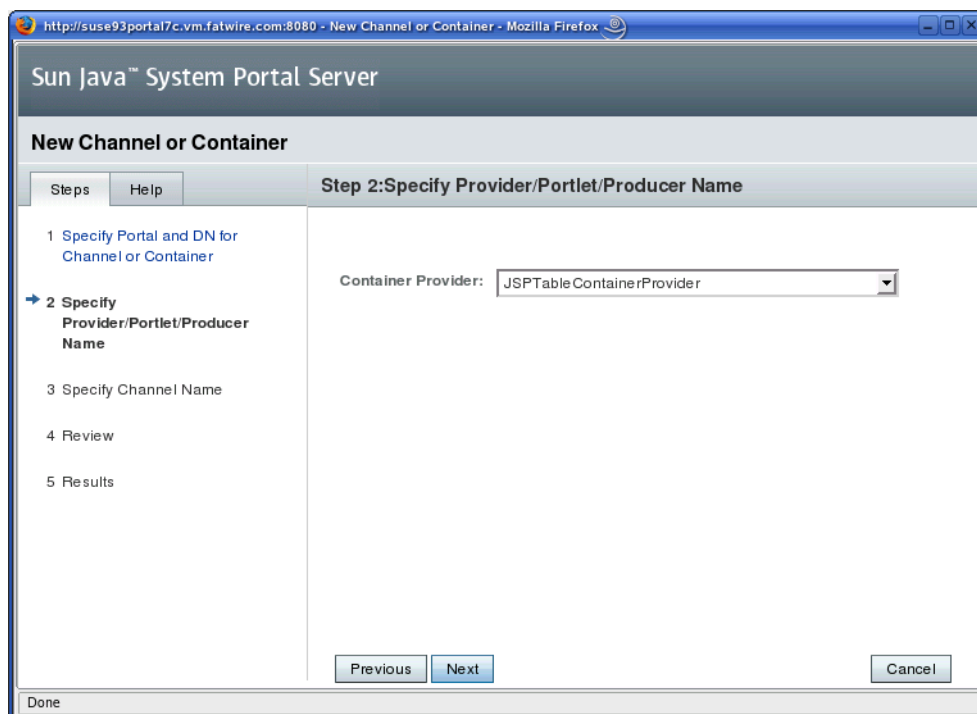 http://suse93portal7c.vm.fatwire.com:8080 - New Channel or Container - Mozilla Firefox
Sun Java™ System Portal Server
New Channel or Container
Steps
Help
Step 2:Specify Provider/Portlet/Producer Name
1 Specify Portal and DN for
Channel or Container
2 Specify
Provider/Portlet/Producer
Name
3 Specify Channel Name
4 Review
5 Results
Container Provider:
JSPTableContainerProvider
Previous
Next
Cancel
Done